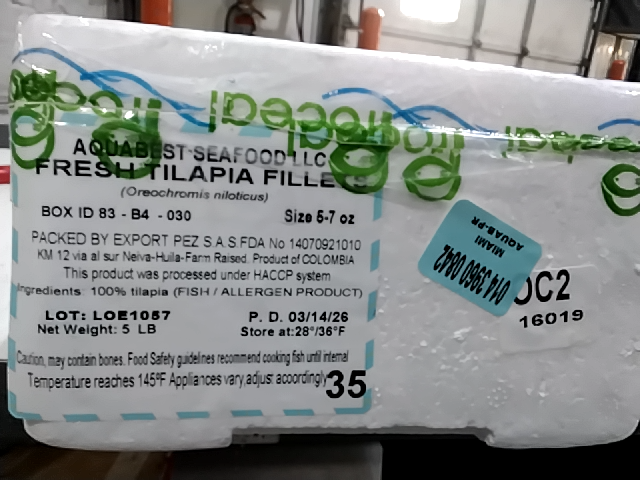 AQUABEST SEAFOOD LLC
FRESH TILAPIA FILLETS
(Oreochromis niloticus)
BOX ID 83 - B4 - 030 Size 5-7 oz
PACKED BY EXPORT PEZ S.A.S FDA No 14070921010
KM 12 via al sur Neiva-Huila-Farm Raised. Product of COLOMBIA
This product was processed under HACCP system
Ingredients: 100% tilapia (FISH / ALLERGEN PRODUCT)
LOT: LOE1057 P. D. 03/14/26
Net Weight: 5 LB Store at:28°/36°F
Caution, may contain bones. Food Safety guidelines recommend cooking fish until internal
Temperature reaches 145ºF Appliances vary,adjust accordingly
35
MIAMI
AQUAB-PR
014 3960 0842
OC2
16019